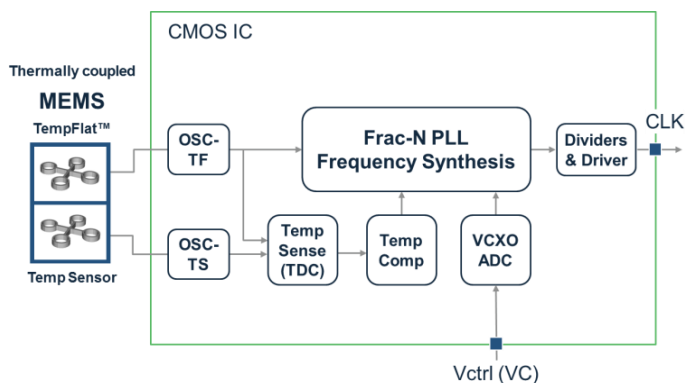 CMOS IC
Thermally coupled
MEMS
TempFlat™
Temp Sensor
OSC-
TF
OSC-
TS
Frac-N PLL
Frequency Synthesis
Dividers
& Driver
CLK
Temp
Sense
(TDC)
Temp
Comp
VCXO
ADC
Vctrl (VC)